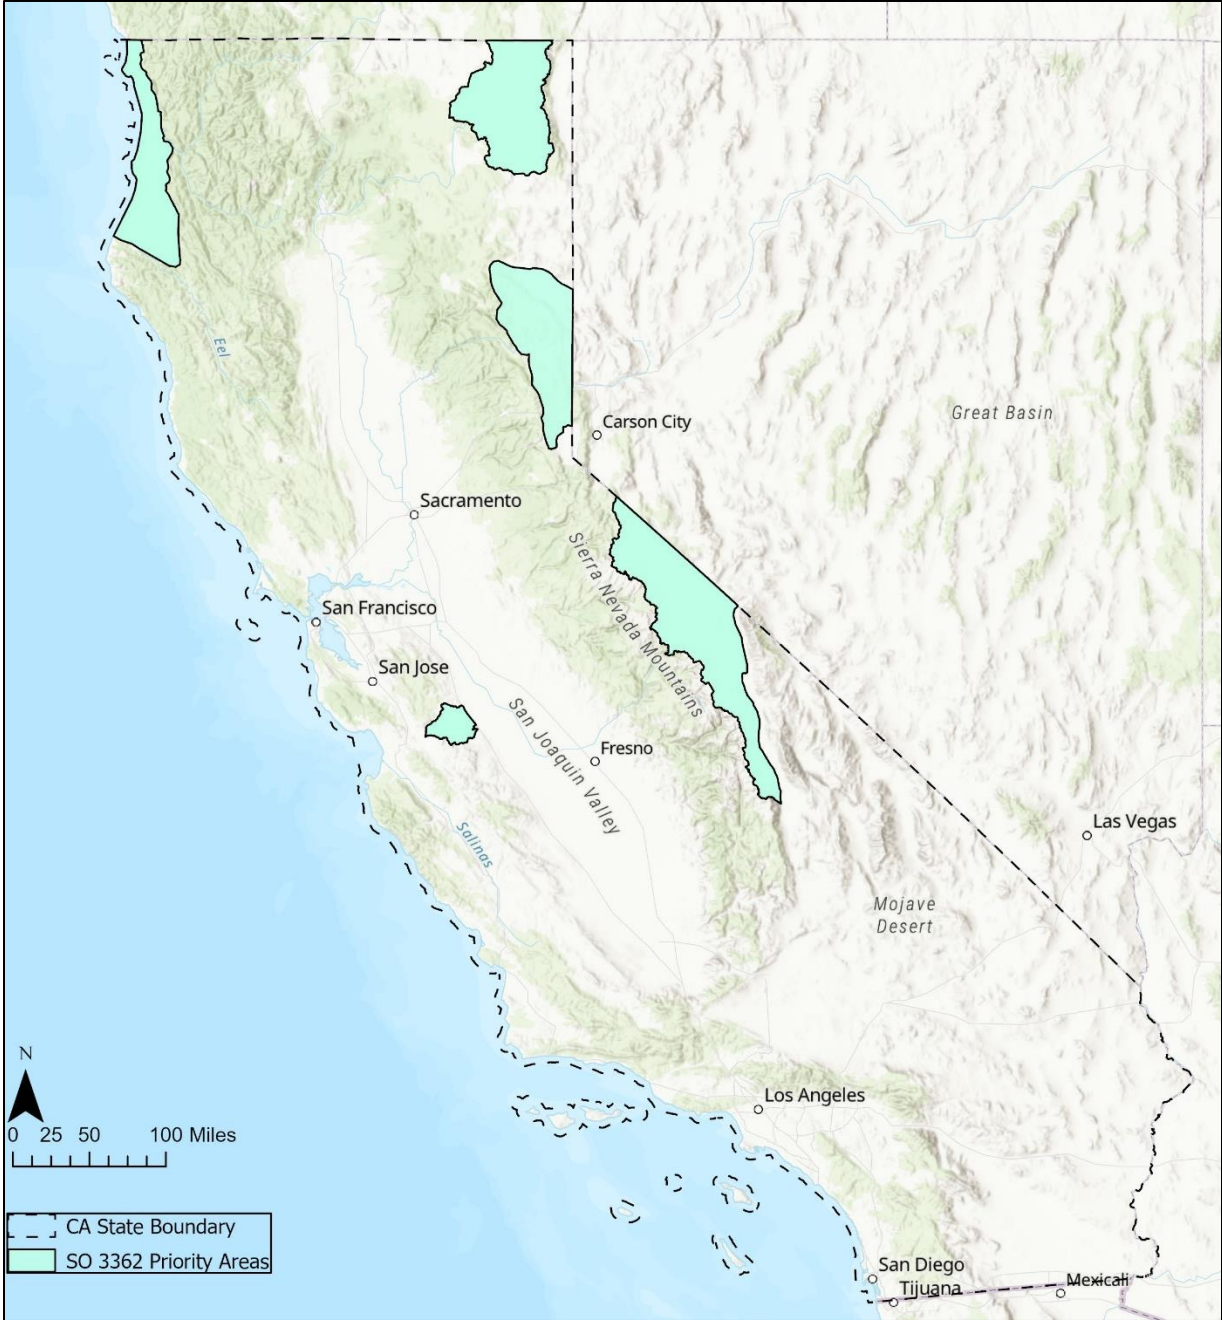 Eel
Carson City
Great Basin
Sacramento
Sierra Nevada Mountains
San Francisco
San Jose
San Joaquin Valley
Fresno
Salinas
Las Vegas
Mojave
Desert
N
0 25 50 100 Miles
Los Angeles
CA State Boundary
SO 3362 Priority Areas
San Diego
Tijuana
Mexicali